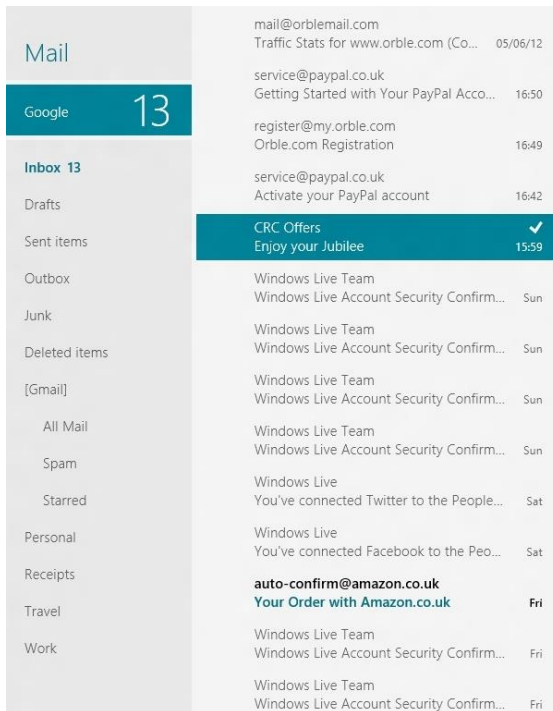 Mail
Google 13
Inbox 13
Drafts
Sent items
Outbox
Junk
Deleted items
[Gmail]
All Mail
Spam
Starred
Personal
Receipts
Travel
Work
mail@orblemail.com
Traffic Stats for www.orble.com (Co... 05/06/12
service@paypal.co.uk
Getting Started with Your PayPal Acco... 16:50
register@my.orble.com
Orble.com Registration 16:49
service@paypal.co.uk
Activate your PayPal account 16:42
CRC Offers
Enjoy your Jubilee 15:59
Windows Live Team
Windows Live Account Security Confirm... Sun
Windows Live Team
Windows Live Account Security Confirm... Sun
Windows Live Team
Windows Live Account Security Confirm... Sun
Windows Live Team
Windows Live Account Security Confirm... Sun
Windows Live
You've connected Twitter to the People... Sat
Windows Live
You've connected Facebook to the Peo... Sat
auto-confirm@amazon.co.uk
Your Order with Amazon.co.uk Fri
Windows Live Team
Windows Live Account Security Confirm... Fri
Windows Live Team
Windows Live Account Security Confirm... Fri